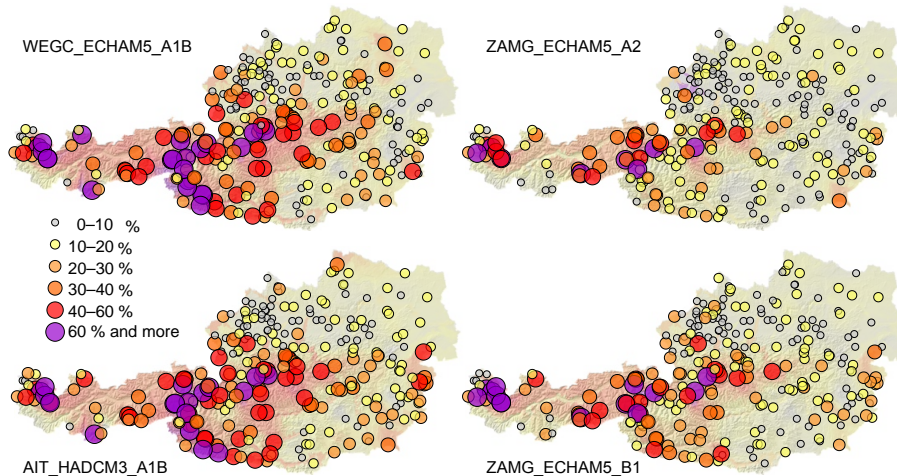 WEGC_ECHAM5_A1B
ZAMG_ECHAM5_A2
0–10 %
10–20 %
20–30 %
30–40 %
40–60 %
60 % and more
AIT_HADCM3_A1B
ZAMG_ECHAM5_B1